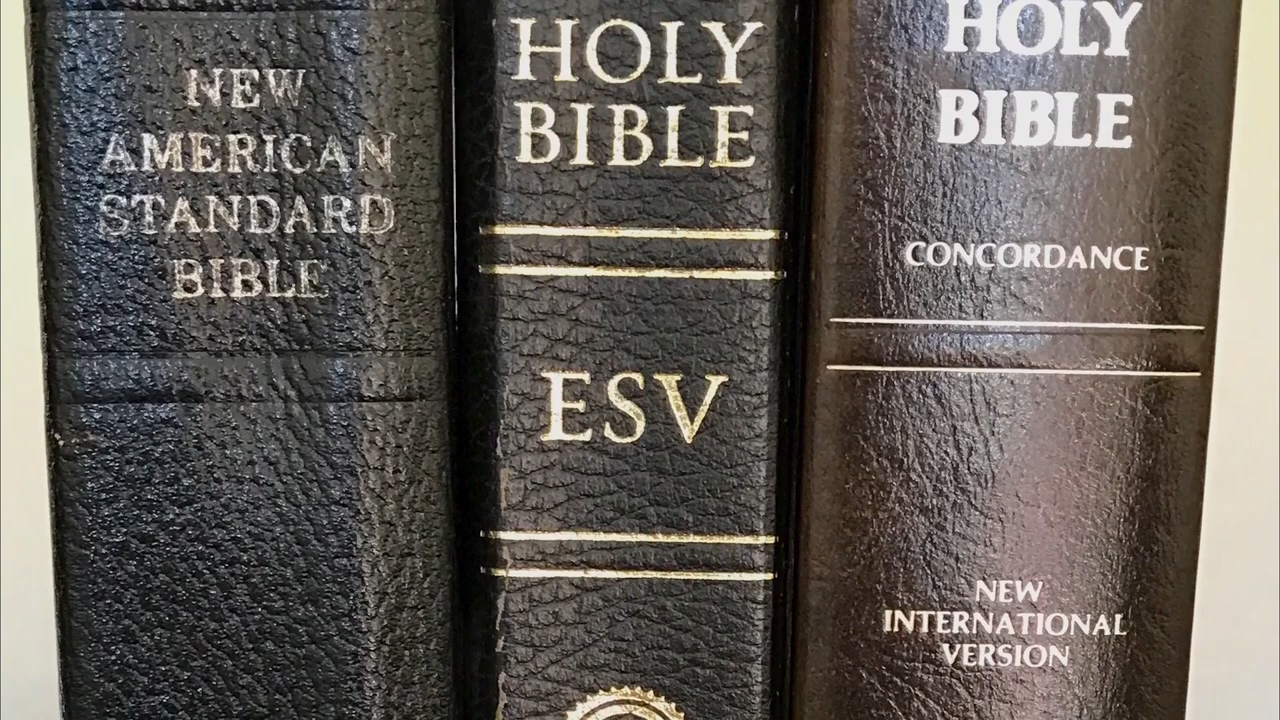 NEW
AMERICAN
STANDARD
BIBLE
HOLY
BIBLE
ESV
HOLY
BIBLE
CONCORDANCE
NEW
INTERNATIONAL
VERSION